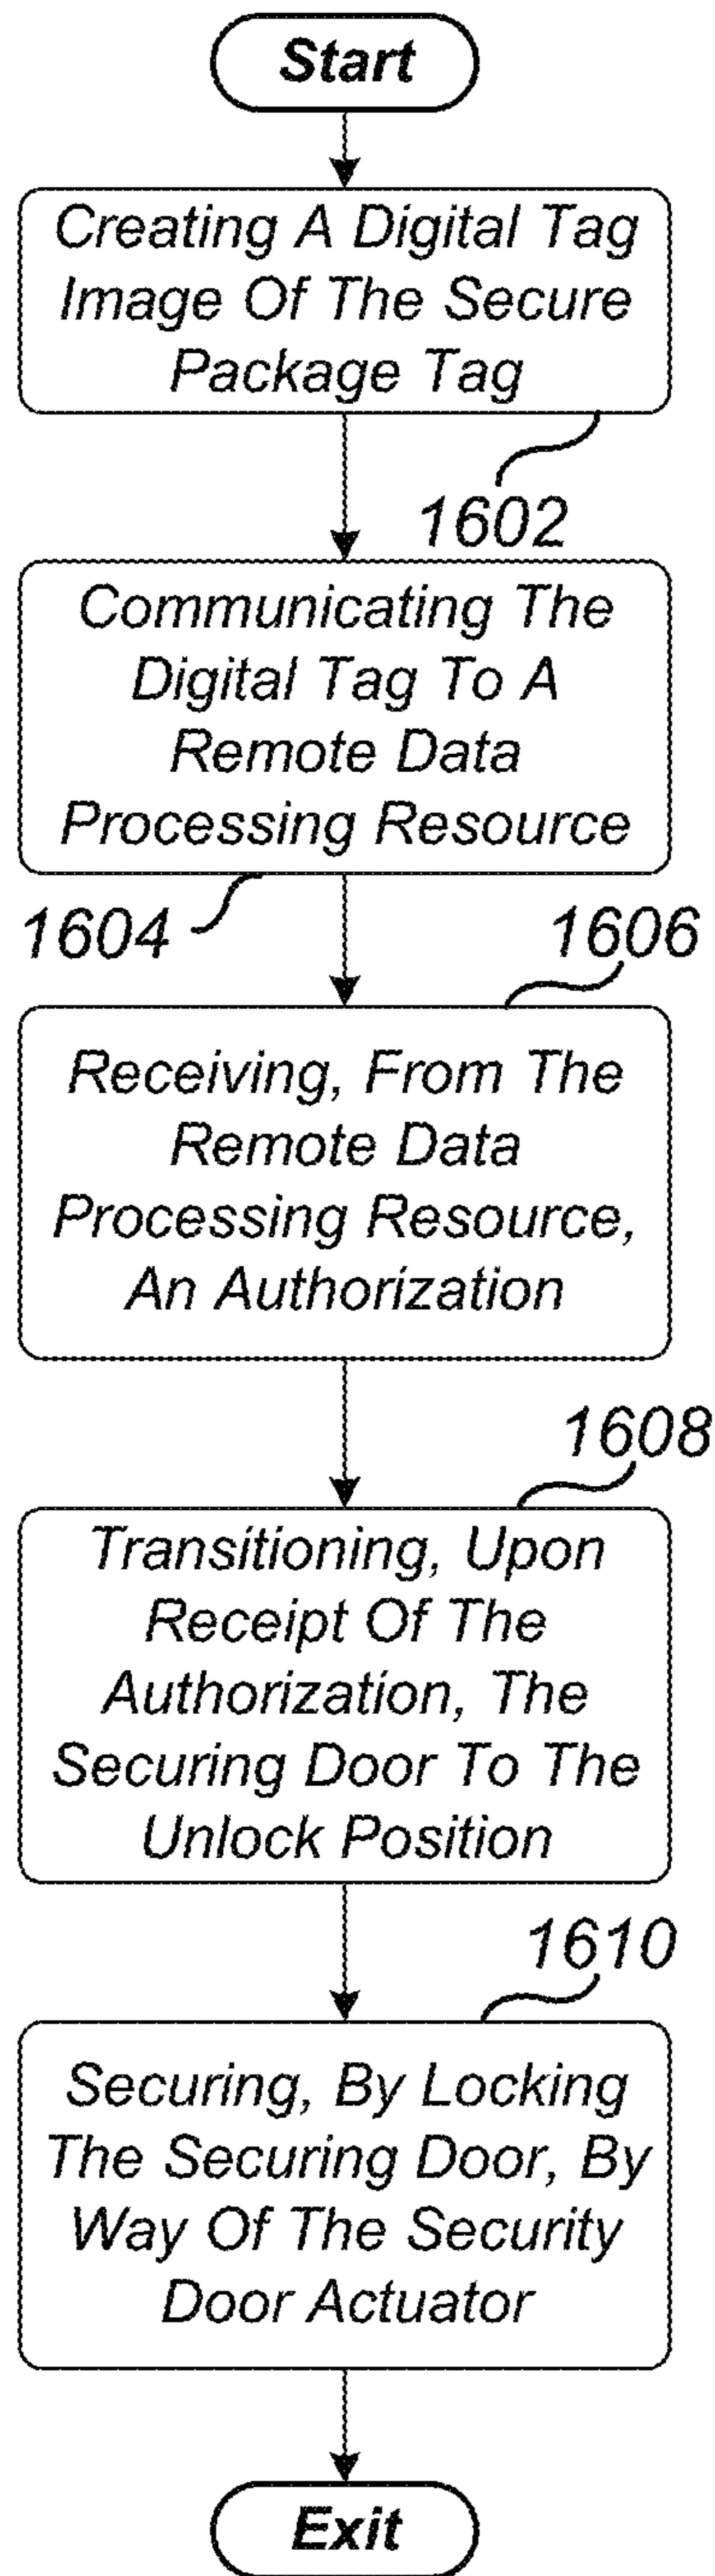 Start
Creating A Digital Tag
Image Of The Secure
Package Tag
1602
Communicating The
Digital Tag To A
Remote Data
Processing Resource
1604
1606
Receiving, From The
Remote Data
Processing Resource,
An Authorization
1608
Transitioning, Upon
Receipt Of The
Authorization, The
Securing Door To The
Unlock Position
1610
Securing, By Locking
The Securing Door, By
Way Of The Security
Door Actuator
Exit